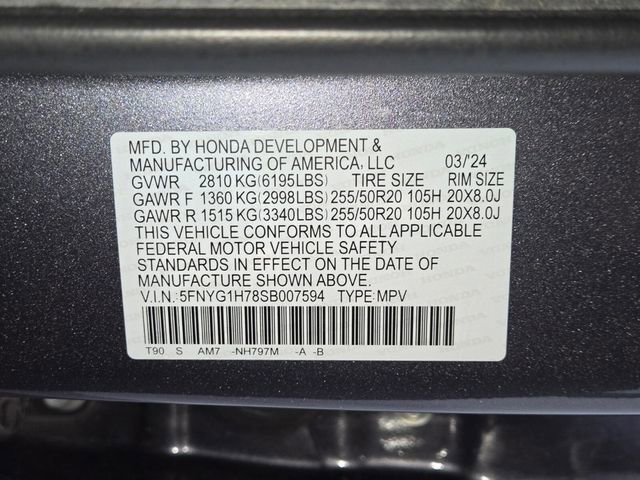 MFD. BY HONDA DEVELOPMENT &
MANUFACTURING OF AMERICA, LLC 03/'24
GVWR 2810 KG(6195LBS) TIRE SIZE RIM SIZE
GAWR F 1360 KG(2998LBS) 255/50R20 105H 20X8.0J
GAWR R 1515 KG(3340LBS) 255/50R20 105H 20X8.0J
THIS VEHICLE CONFORMS TO ALL APPLICABLE
FEDERAL MOTOR VEHICLE SAFETY
STANDARDS IN EFFECT ON THE DATE OF
MANUFACTURE SHOWN ABOVE.
V.I.N.:5FNYG1H78SB007594 TYPE:MPV
T90 S AM7 -NH797M -A -B